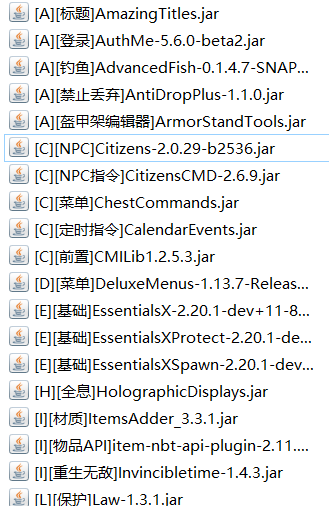 [A][标题]AmazingTitles.jar
[A][登录]AuthMe-5.6.0-beta2.jar
[A][钓鱼]AdvancedFish-0.1.4.7-SNAP...
[A][禁止丢弃]AntiDropPlus-1.1.0.jar
[A][盔甲架编辑器]ArmorStandTools.jar
[C][NPC]Citizens-2.0.29-b2536.jar
[C][NPC指令]CitizensCMD-2.6.9.jar
[C][菜单]ChestCommands.jar
[C][定时指令]CalendarEvents.jar
[C][前置]CMILib1.2.5.3.jar
[D][菜单]DeluxeMenus-1.13.7-Releas...
[E][基础]EssentialsX-2.20.1-dev+11-8...
[E][基础]EssentialsXProtect-2.20.1-de...
[E][基础]EssentialsXSpawn-2.20.1-dev...
[H][全息]HolographicDisplays.jar
[I][材质]ItemsAdder_3.3.1.jar
[I][物品API]item-nbt-api-plugin-2.11....
[I][重生无敌]Invincibletime-1.4.3.jar
[L][保护]Law-1.3.1.jar